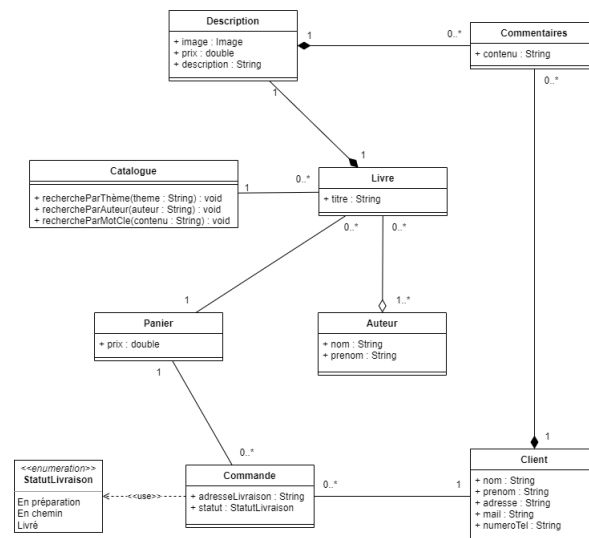 Description
+ image : Image
+ prix : double
+ description : String
1
0..*
Commentaires
+ contenu : String
0..*
1
1
Catalogue
+ rechercheParThème(theme : String) : void
+ rechercheParAuteur(auteur : String) : void
+ rechercheParMotCle(contenu : String) : void
1
0..*
Livre
+ titre : String
0..*
0..*
1
1..*
Panier
+ prix : double
Auteur
+ nom : String
+ prenom : String
1
0..*
1
<<enumeration>>
StatutLivraison
En préparation
En chemin
Livré
<<use>>
Commande
+ adresseLivraison : String
+ statut : StatutLivraison
0..*
1
Client
+ nom : String
+ prenom : String
+ adresse : String
+ mail : String
+ numeroTel : String